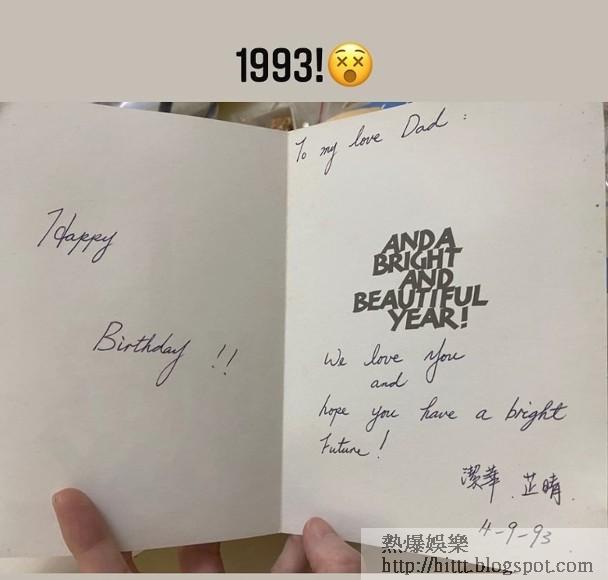 1993!😵
Happy
Birthday !!
To my love Dad :
AND A
BRIGHT
AND
BEAUTIFUL
YEAR!
We love you
and
hope you have a bright
Future !
潔華 芷晴
4-9-93
熱爆娛樂
http://hittt.blogspot.com